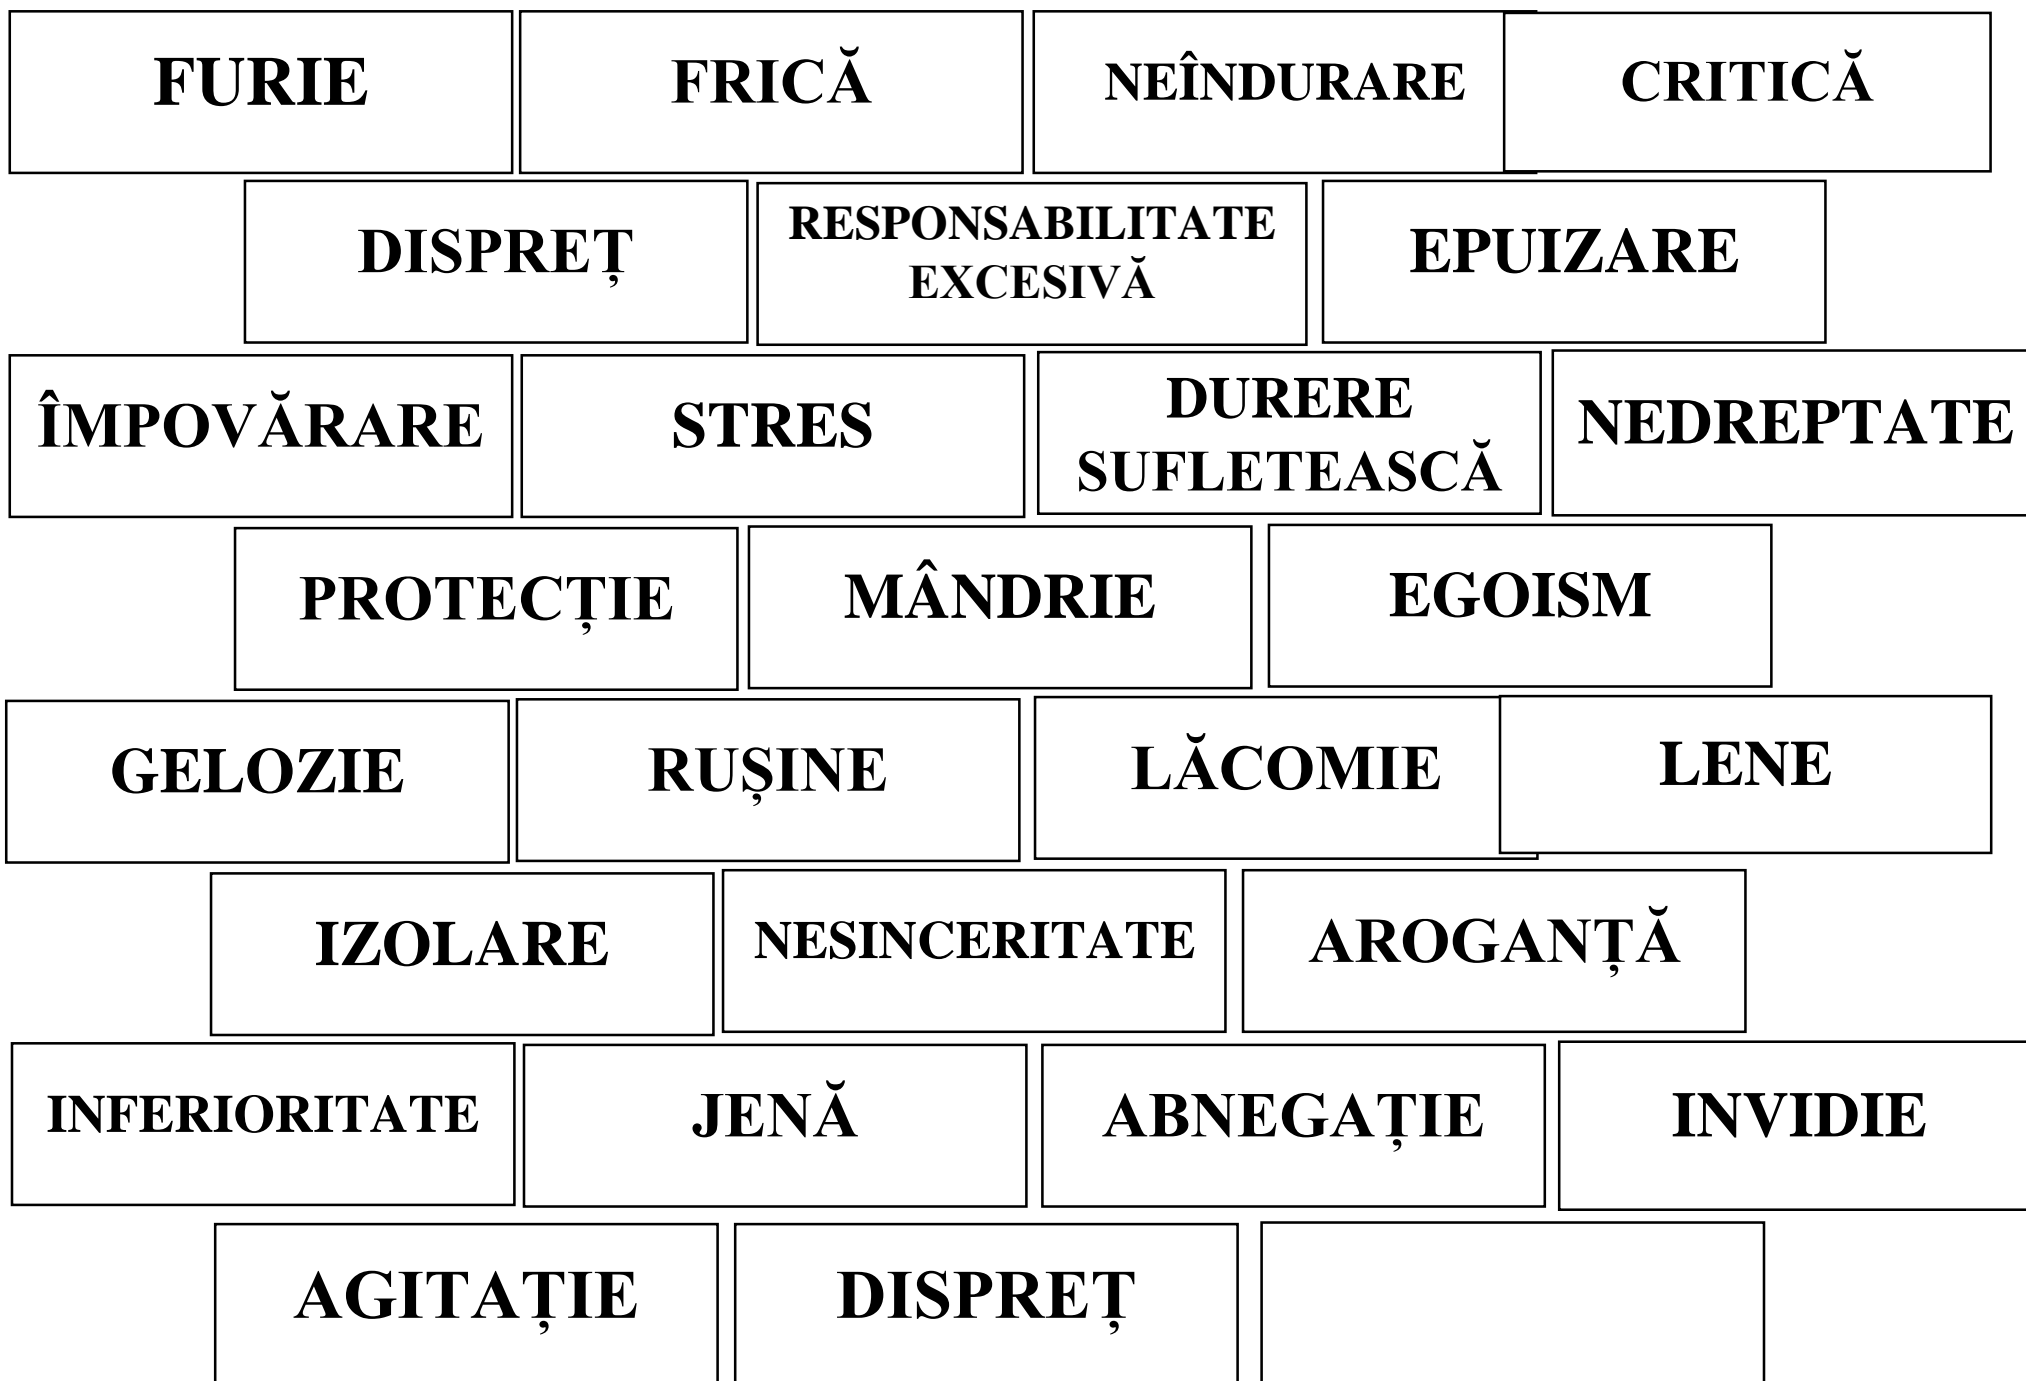 FURIE
FRICĂ
NEÎNDURARE
CRITICĂ
DISPREȚ
RESPONSABILITATE
EXCESIVĂ
EPUIZARE
ÎMPOVĂRARE
STRES
DURERE
SUFLETEASCĂ
NEDREPTATE
PROTECȚIE
MÂNDRIE
EGOISM
GELOZIE
RUȘINE
LĂCOMIE
LENE
IZOLARE
NESINCERITATE
AROGANȚĂ
INFERIORITATE
JENĂ
ABNEGAȚIE
INVIDIE
AGITAȚIE
DISPREȚ